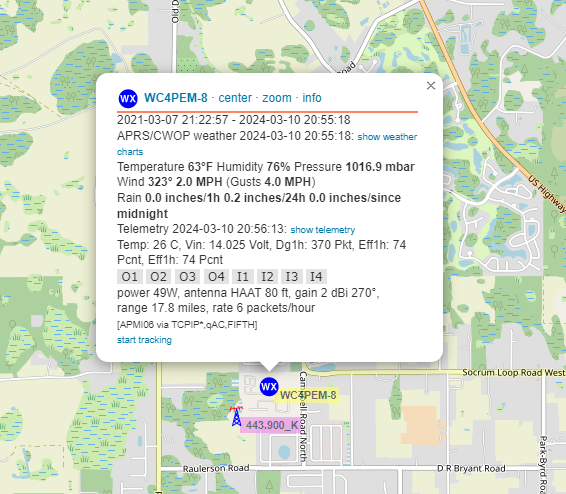 Old D
oad
WX WC4PEM-8 · center · zoom · info
2021-03-07 21:22:57 - 2024-03-10 20:55:18
APRS/CWOP weather 2024-03-10 20:55:18: show weather
charts
Temperature 63°F Humidity 76% Pressure 1016.9 mbar
Wind 323° 2.0 MPH (Gusts 4.0 MPH)
Rain 0.0 inches/1h 0.2 inches/24h 0.0 inches/since
midnight
Telemetry 2024-03-10 20:56:13: show telemetry
Temp: 26 C, Vin: 14.025 Volt, Dg1h: 370 Pkt, Eff1h: 74
Pcnt, Eff1h: 74 Pcnt
O1 O2 O3 O4 I1 I2 I3 I4
power 49W, antenna HAAT 80 ft, gain 2 dBi 270°,
range 17.8 miles, rate 6 packets/hour
[APMI06 via TCPIP*,qAC,FIFTH]
start tracking
US Highway
Socrum Loop Road West
WX
WC4PEM-8
443.900_K
Raulerson Road
D R Bryant Road
Park-Byrd Road